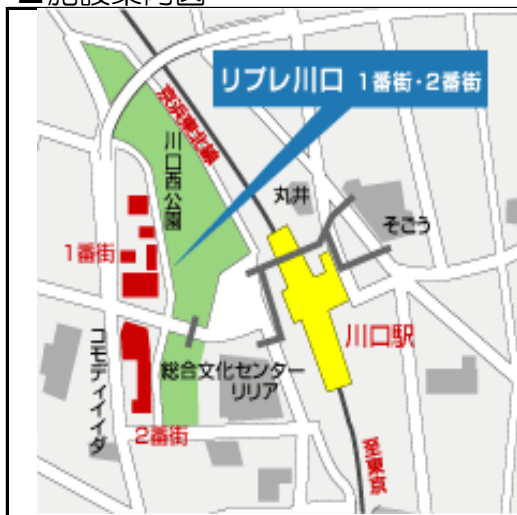 ■施設案内図
リプレ川口 1番街・2番街
京浜東北線
川口西公園
丸井
そごう
1番街
川口駅
コモディイイダ
総合文化センター
リリア
2番街
至東京